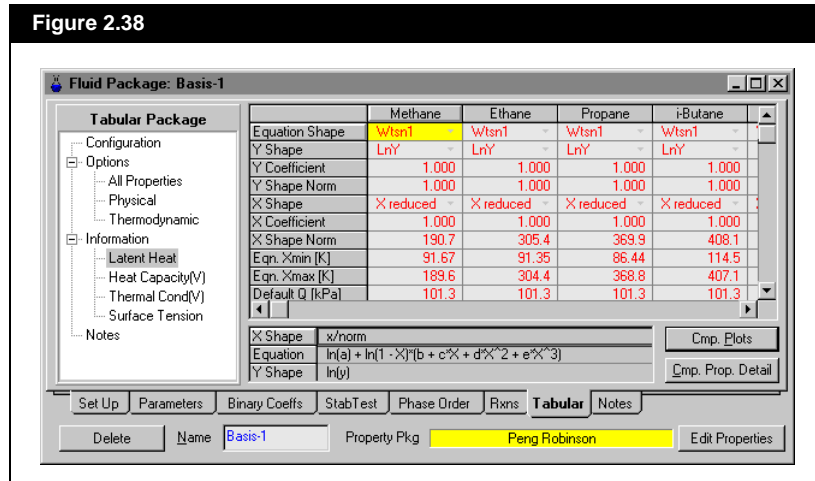 Figure 2.38
Fluid Package: Basis-1
Tabular Package
Configuration
Options
All Properties
Physical
Thermodynamic
Information
Latent Heat
Heat Capacity(V)
Thermal Cond(V)
Surface Tension
Notes
Methane Ethane Propane i-Butane
Equation Shape Wtsn1 Wtsn1 Wtsn1 Wtsn1
Y Shape LnY LnY LnY LnY
Y Coefficient 1.000 1.000 1.000 1.000
Y Shape Norm 1.000 1.000 1.000 1.000
X Shape X reduced X reduced X reduced X reduced
X Coefficient 1.000 1.000 1.000 1.000
X Shape Norm 190.7 305.4 369.9 408.1
Eqn. Xmin [K] 91.67 91.35 86.44 114.5
Eqn. Xmax [K] 189.6 304.4 368.8 407.1
Default Q [kPa] 101.3 101.3 101.3 101.3
X Shape x/norm
Equation ln(a) + ln(1 - X)*(b + c*X + d*X^2 + e*X^3)
Y Shape ln(y)
Cmp. Plots
Cmp. Prop. Detail
Set Up Parameters Binary Coeffs StabTest Phase Order Rxns Tabular Notes
Delete Name Basis-1 Property Pkg Peng Robinson Edit Properties